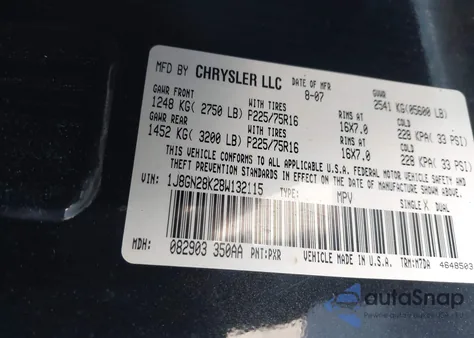 MFD BY CHRYSLER LLC DATE OF MFR 8-07 GVWR 2541 KG(05600 LB)
GAWR FRONT WITH TIRES RIMS AT COLD
1248 KG( 2750 LB) P225/75R16 16X7.0 228 KPA( 33 PSI)
GAWR REAR WITH TIRES RIMS AT COLD
1452 KG( 3200 LB) P225/75R16 16X7.0 228 KPA( 33 PSI)
THIS VEHICLE CONFORMS TO ALL APPLICABLE U.S.A. FEDERAL MOTOR VEHICLE SAFETY AND
THEFT PREVENTION STANDARDS IN EFFECT ON THE DATE OF MANUFACTURE SHOWN ABOVE.
VIN: 1J8GN28K28W132115 TYPE: MPV SINGLE X DUAL
MDH: 082903 350AA PNT:PXR VEHICLE MADE IN U.S.A. TRM:M7DA 4648503
autoSnap